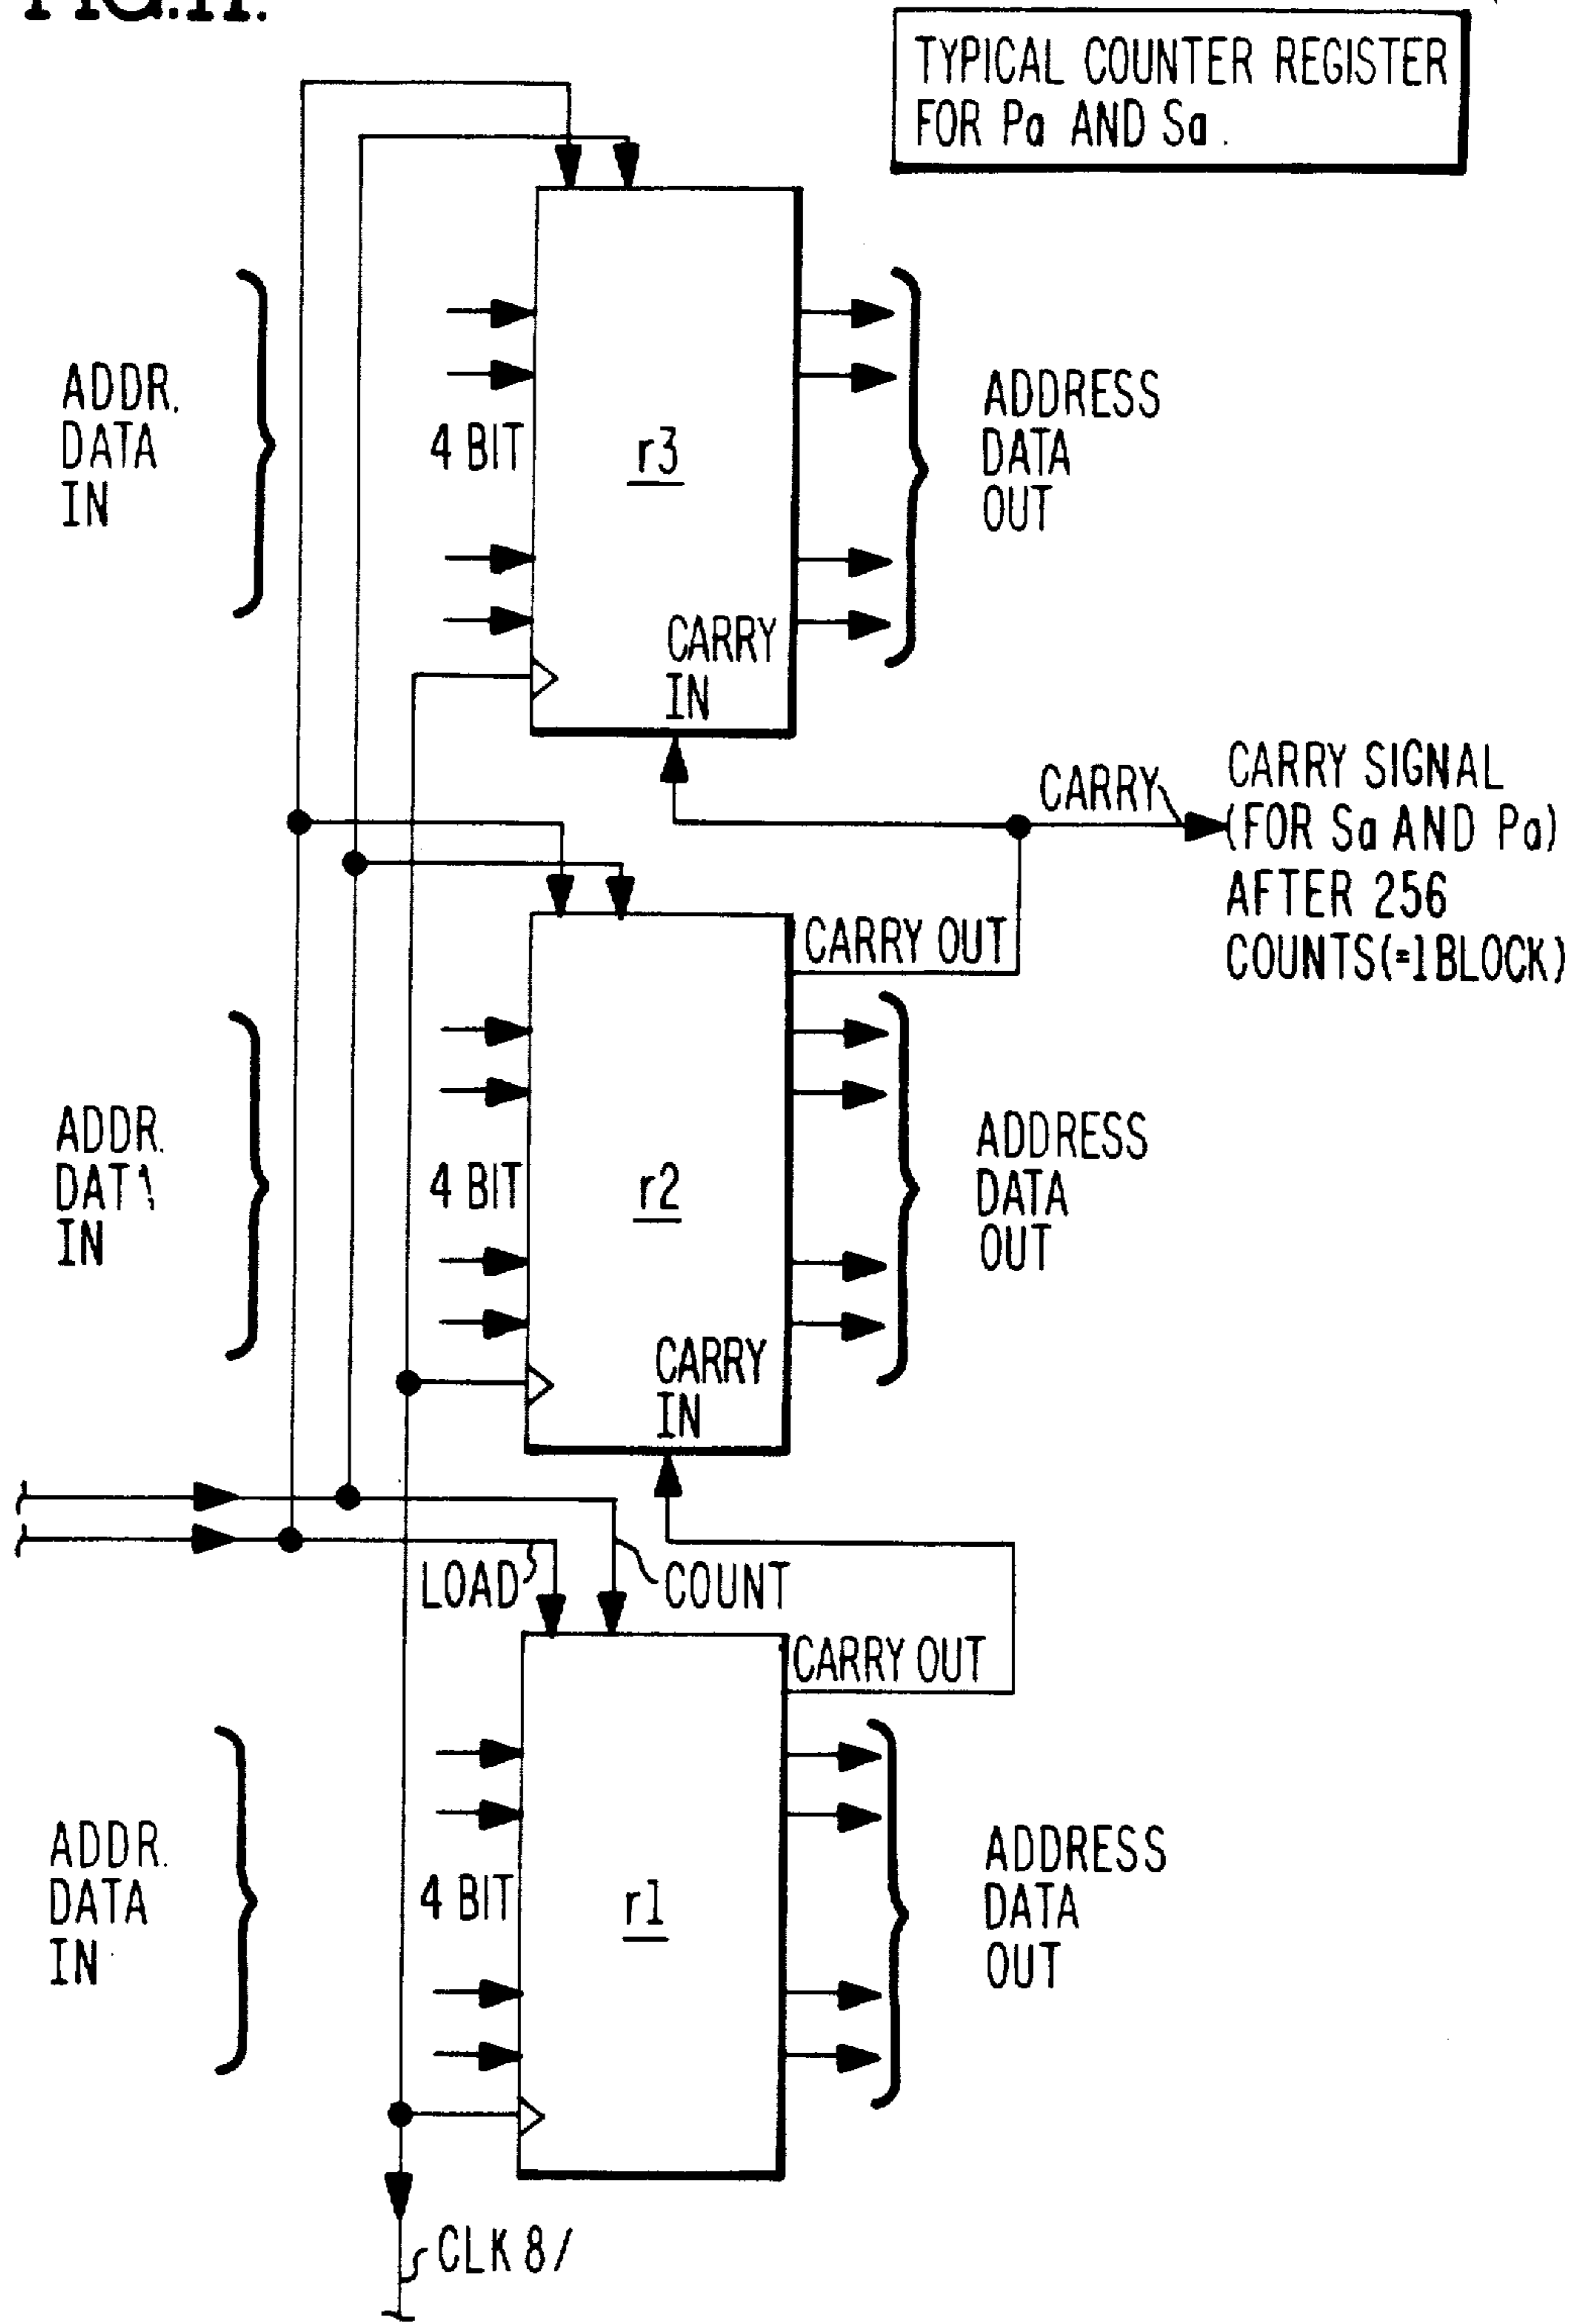 FIG.11.
TYPICAL COUNTER REGISTER
FOR Pa AND Sa.
ADDR.
DATA
IN
4 BIT
r3
CARRY
IN
ADDRESS
DATA
OUT
CARRY
CARRY SIGNAL
(FOR Sa AND Pa)
AFTER 256
COUNTS(=1BLOCK)
CARRY OUT
ADDR.
DATA
IN
4 BIT
r2
CARRY
IN
ADDRESS
DATA
OUT
LOAD
COUNT
CARRY OUT
ADDR.
DATA
IN
4 BIT
r1
ADDRESS
DATA
OUT
CLK 8/